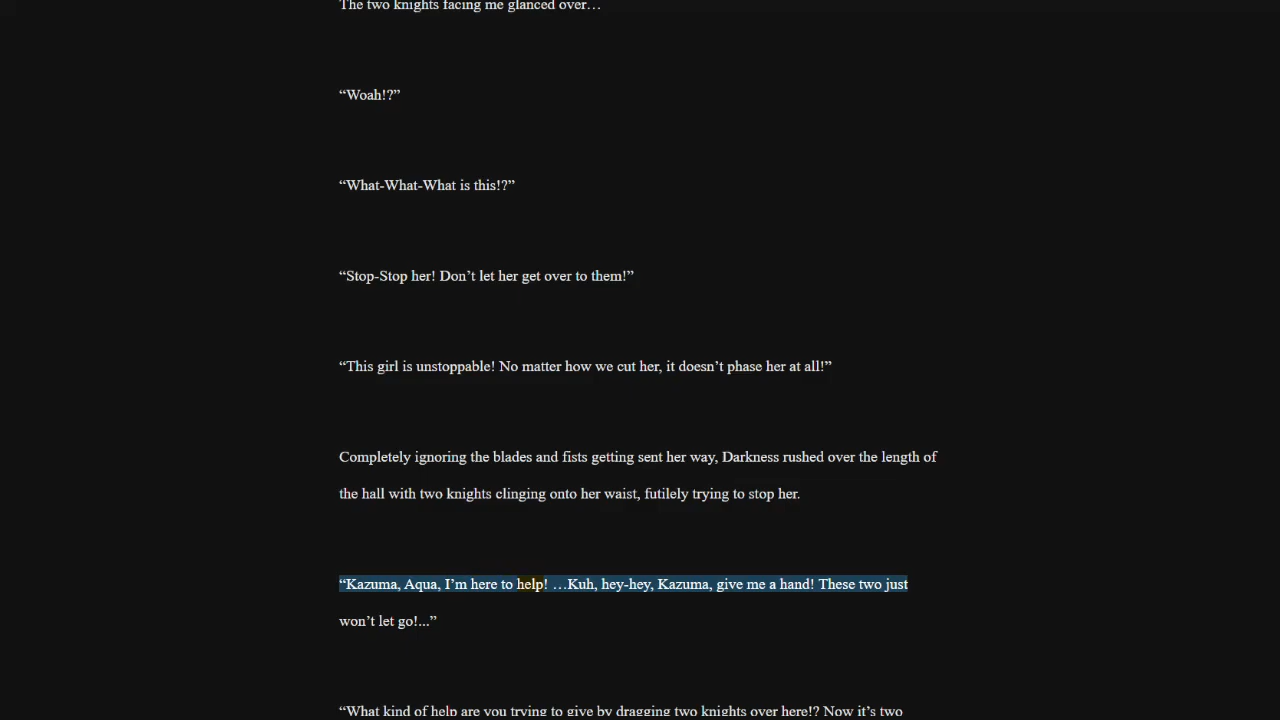 The two knights facing me glanced over…
“Woah!?”
“What-What-What is this!?”
“Stop-Stop her! Don’t let her get over to them!”
“This girl is unstoppable! No matter how we cut her, it doesn’t phase her at all!”
Completely ignoring the blades and fists getting sent her way, Darkness rushed over the length of
the hall with two knights clinging onto her waist, futilely trying to stop her.
“Kazuma, Aqua, I’m here to help! …Kuh, hey-hey, Kazuma, give me a hand! These two just
won’t let go!...”
“What kind of help are you trying to give by dragging two knights over here!? Now it’s two